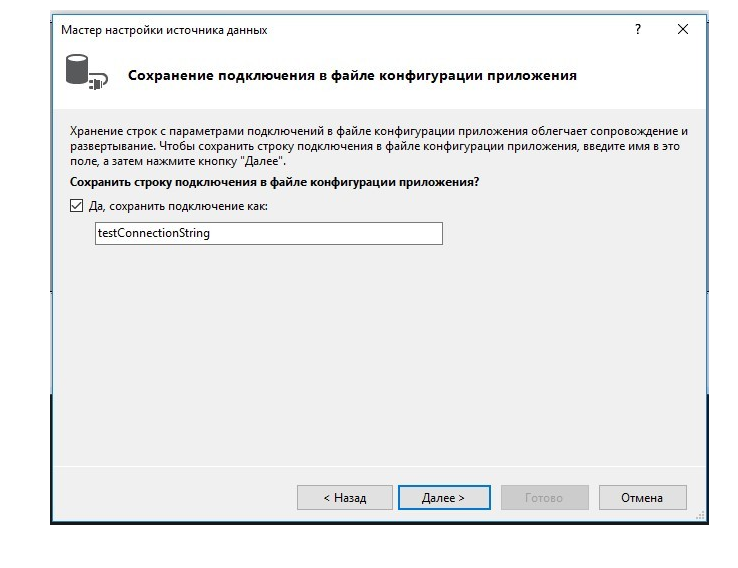 Мастер настройки источника данных
Сохранение подключения в файле конфигурации приложения
Хранение строк с параметрами подключений в файле конфигурации приложения облегчает сопровождение и
развертывание. Чтобы сохранить строку подключения в файле конфигурации приложения, введите имя в это
поле, а затем нажмите кнопку "Далее".
Сохранить строку подключения в файле конфигурации приложения?
Да, сохранить подключение как:
testConnectionString
< Назад
Далее >
Готово
Отмена